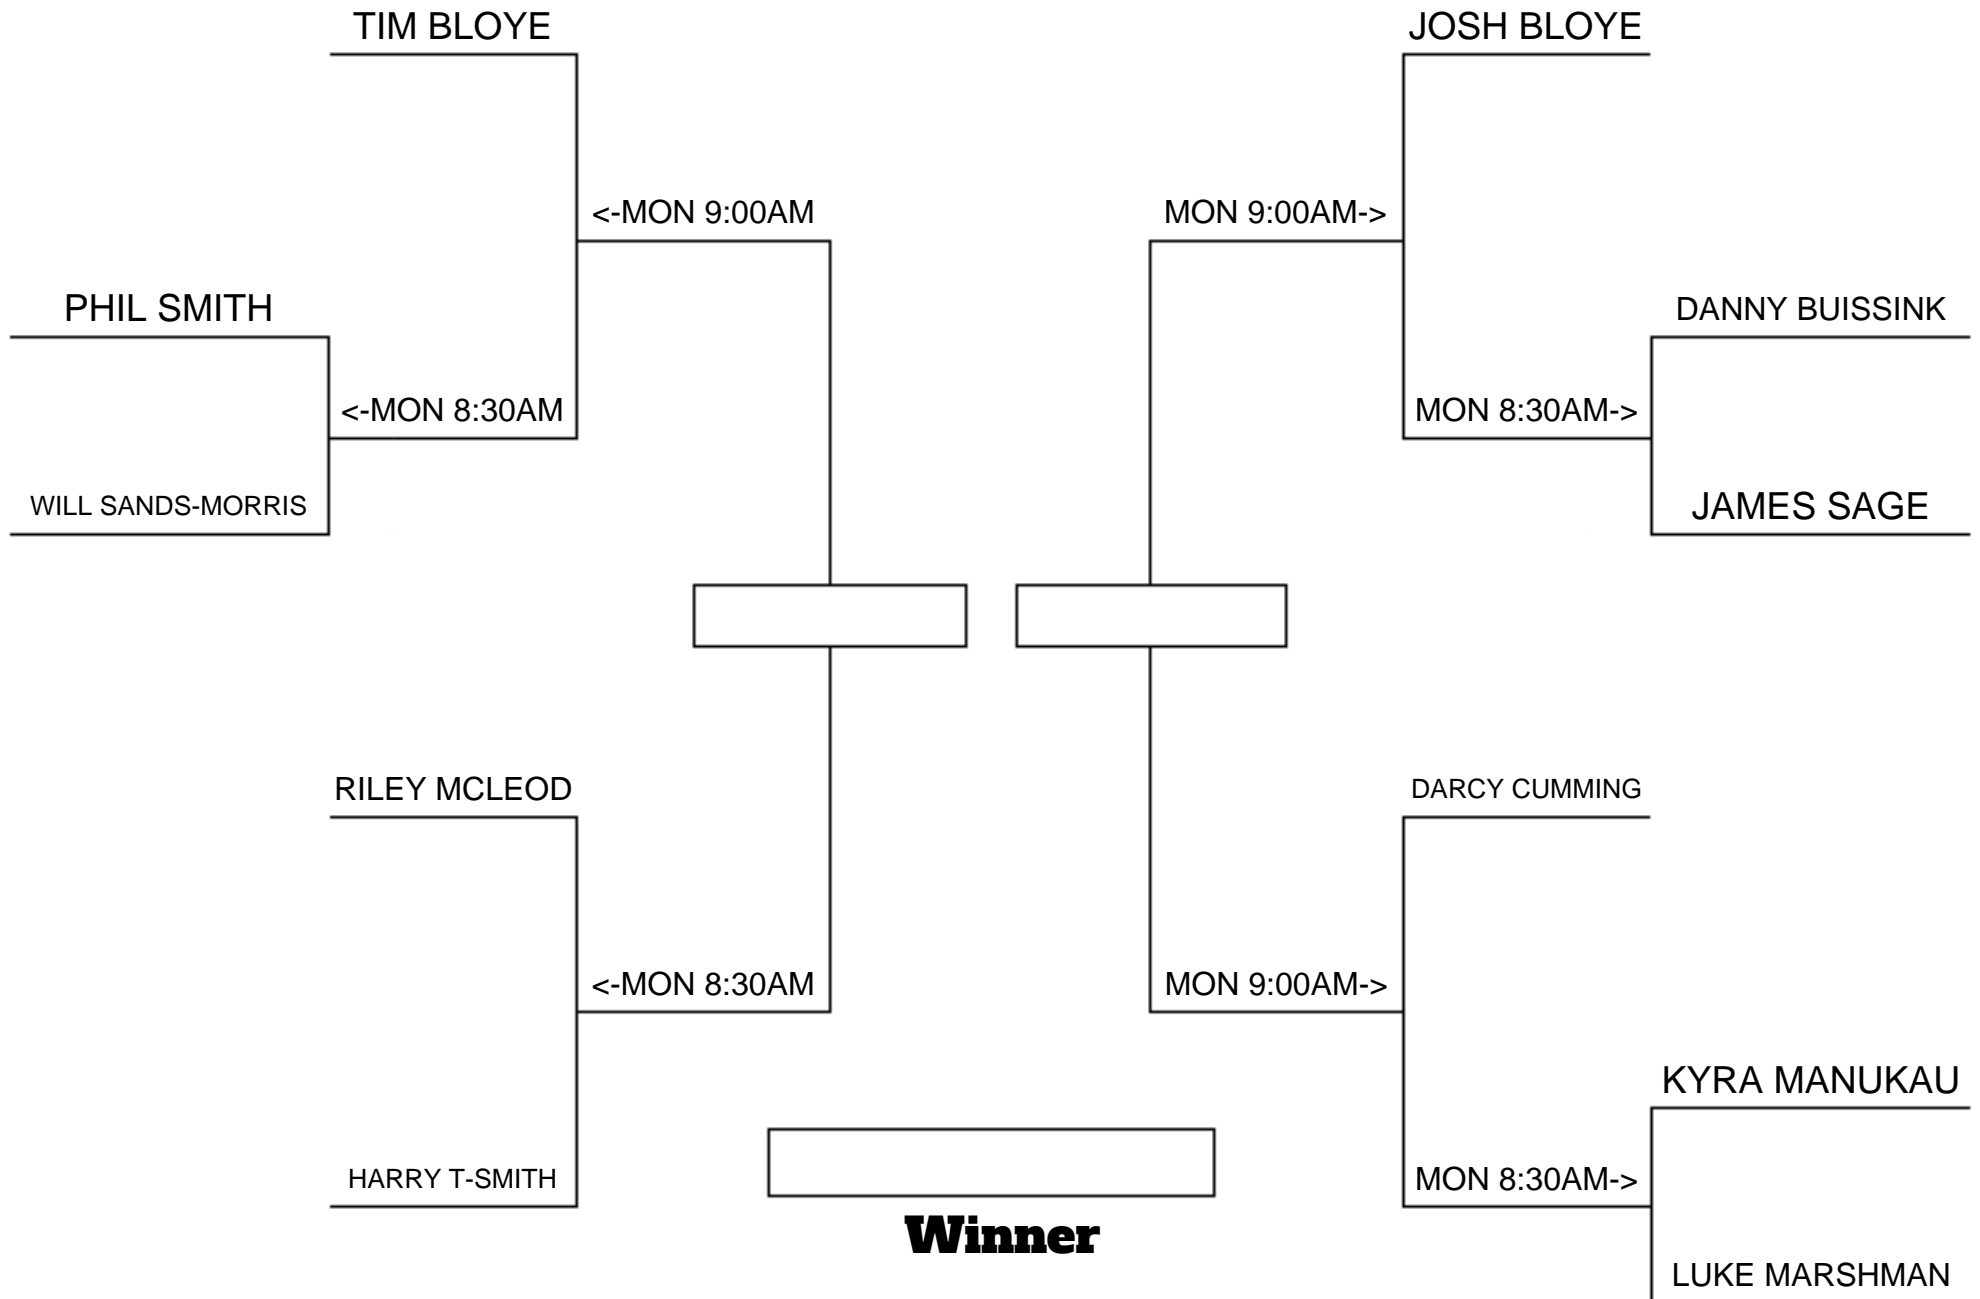 TIM BLOYE
JOSH BLOYE
<-MON 9:00AM
MON 9:00AM->
PHIL SMITH
DANNY BUISSINK
<-MON 8:30AM
MON 8:30AM->
WILL SANDS-MORRIS
JAMES SAGE
RILEY MCLEOD
DARCY CUMMING
<-MON 8:30AM
MON 9:00AM->
KYRA MANUKAU
HARRY T-SMITH
MON 8:30AM->
Winner
LUKE MARSHMAN